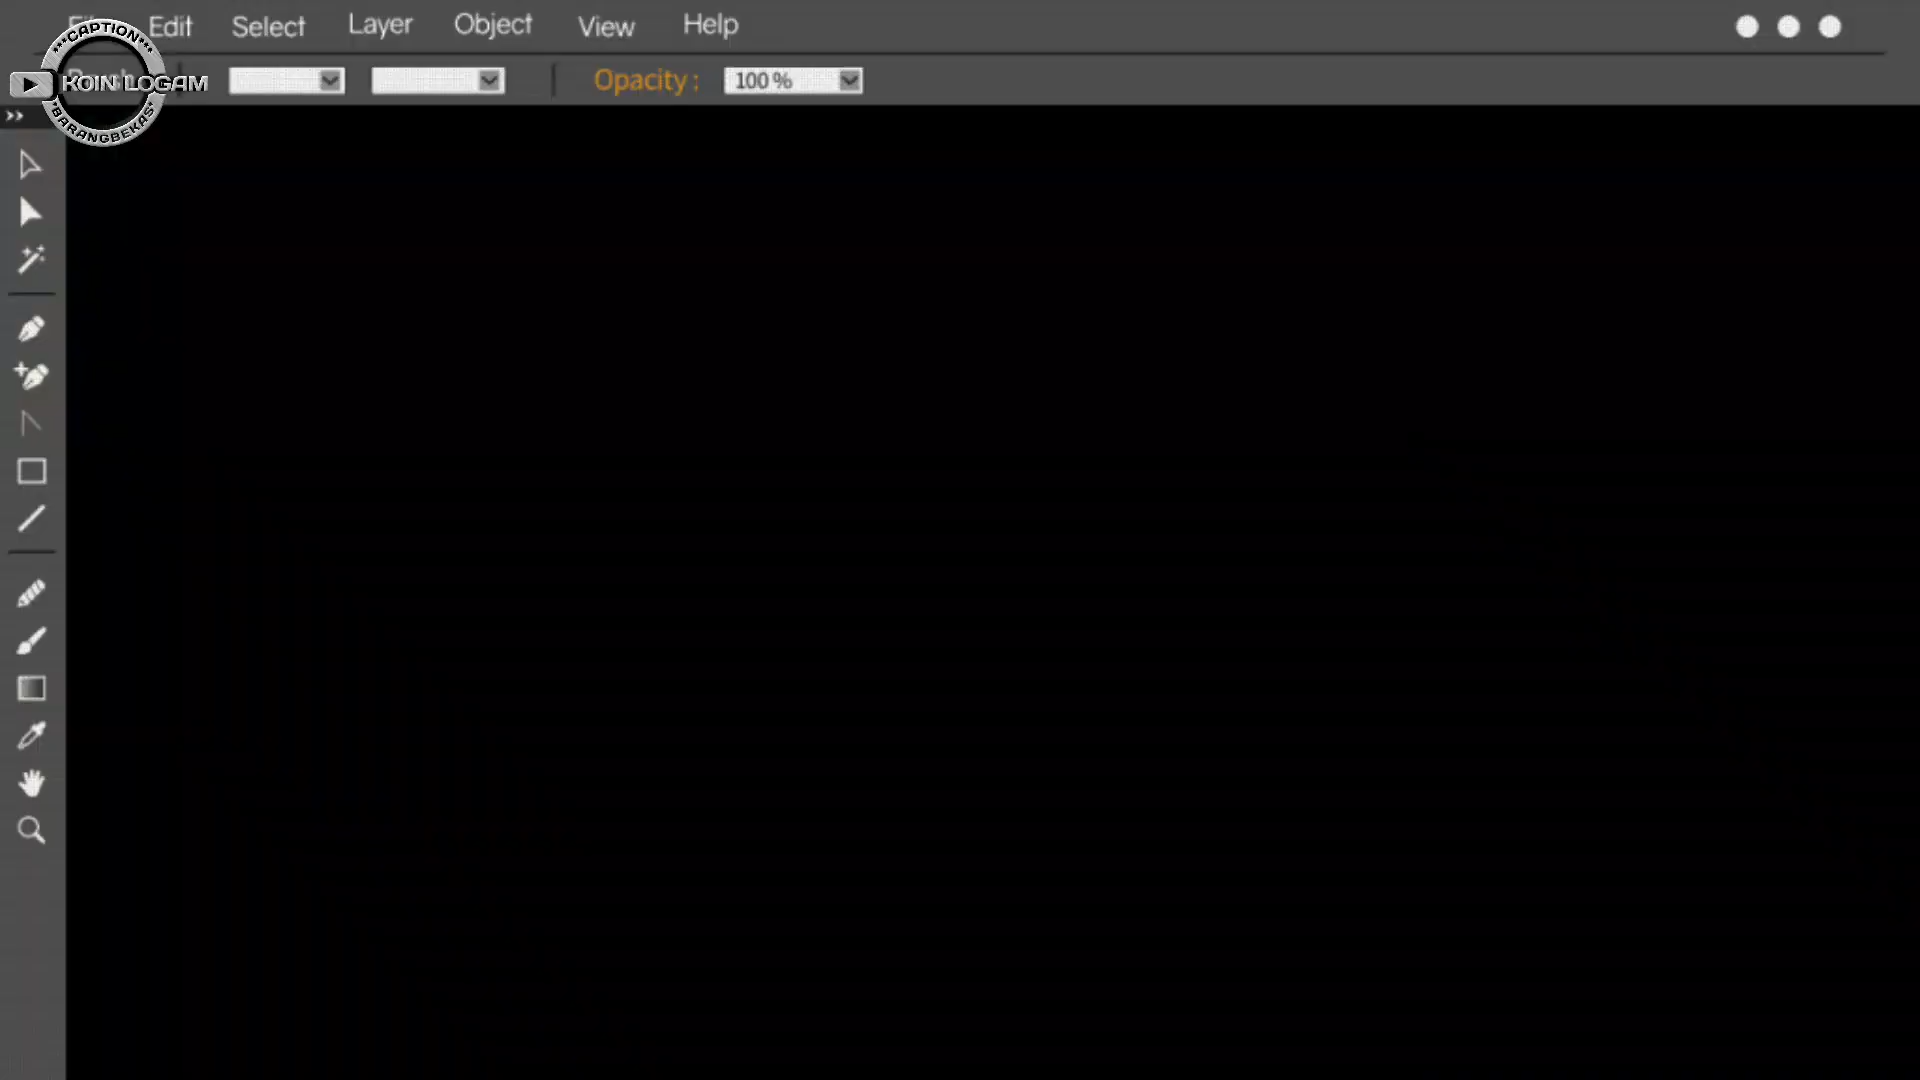 Edit Select Layer Object View Help
***CAPTION***
KOIN LOGAM
*BARANGBEKAS*
Opacity : 100 %